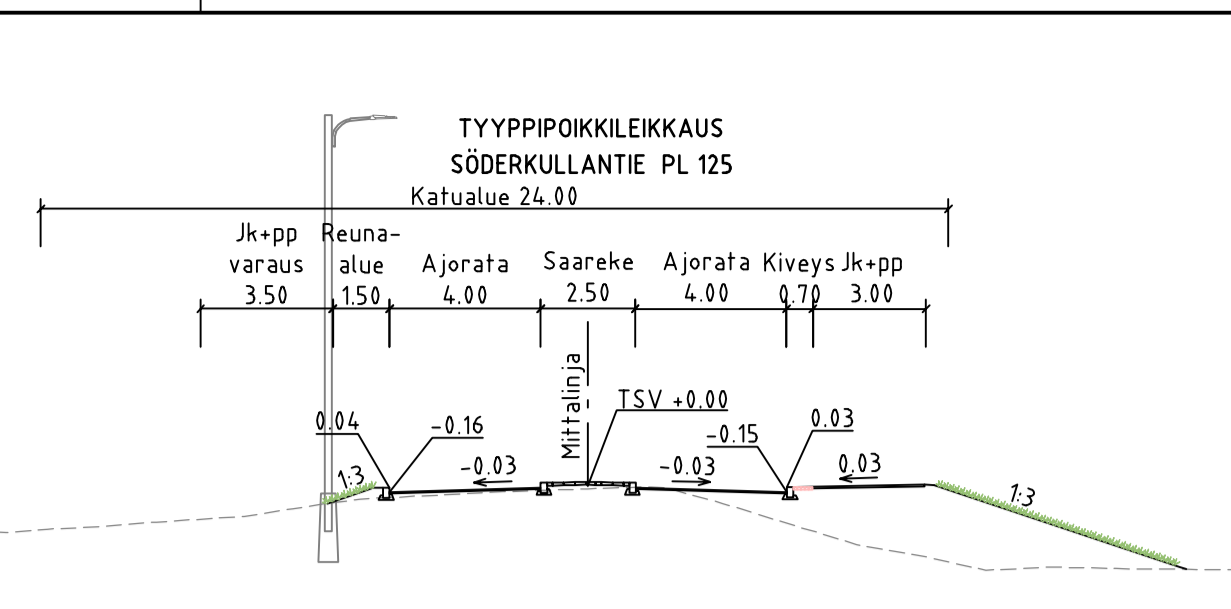 TYYPPIPOIKKILEIKKAUS
SÖDERKULLANTIE PL 125
Katualue 24.00
Jk+pp
varaus
3.50
Reuna-
alue
1.50
Ajorata
4.00
Saareke
2.50
Ajorata
4.00
Kiveys
0.70
Jk+pp
3.00
Mittalinja
TSV +0.00
0.04
-0.16
-0.15
0.03
1:3
-0.03
-0.03
0.03
1:3